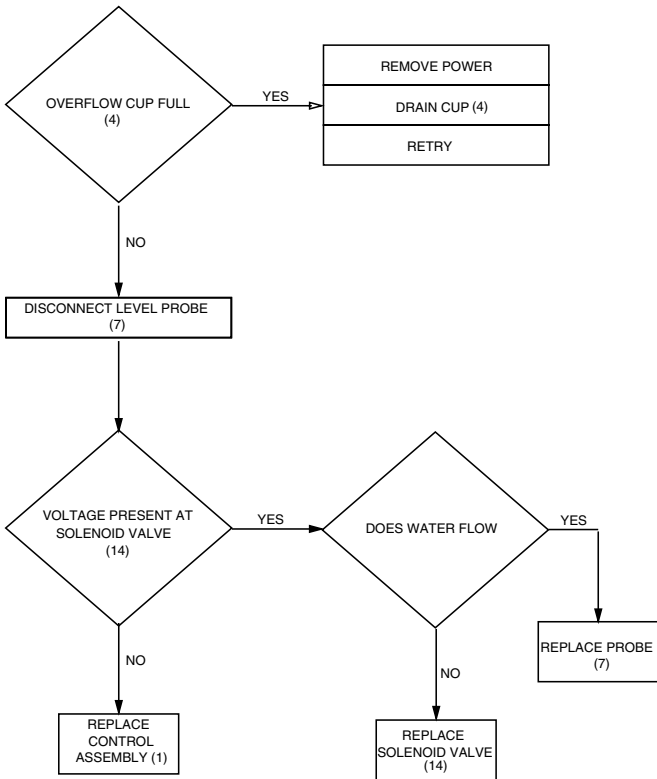 OVERFLOW CUP FULL
(4)
YES
REMOVE POWER
DRAIN CUP (4)
RETRY
NO
DISCONNECT LEVEL PROBE
(7)
VOLTAGE PRESENT AT
SOLENOID VALVE
(14)
YES
DOES WATER FLOW
YES
REPLACE PROBE
(7)
NO
REPLACE
CONTROL
ASSEMBLY (1)
NO
REPLACE
SOLENOID VALVE
(14)